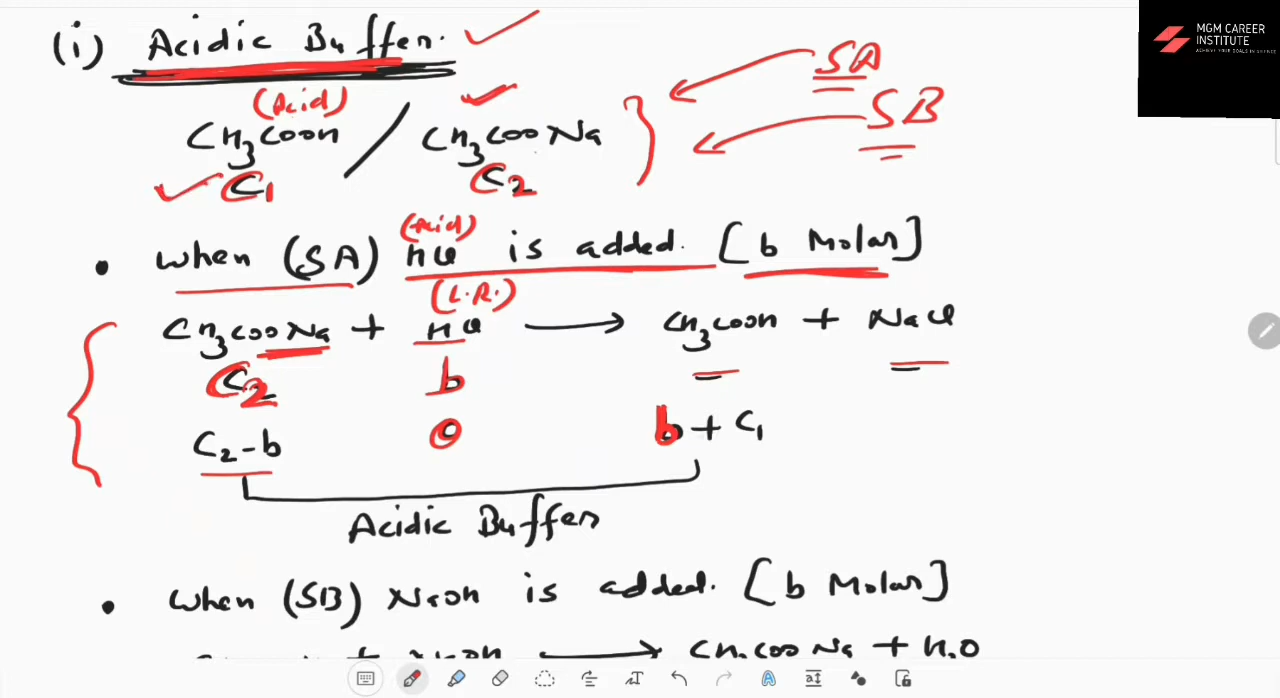 (i) Acidic Buffer.
SA
SB
(Acid)
CH3COOH / CH3COONa
C1 C2
• When (SA) HCl is added. [b Molar]
(Acid)
(L.R.)
CH3COONa + HCl ⟶ CH3COOH + NaCl
C2 b
C2-b 0 b + C1
Acidic Buffer
• When (SB) NaOH is added. [b Molar]
+ NaOH ⟶ CH3COONa + H2O
MGM CAREER
INSTITUTE